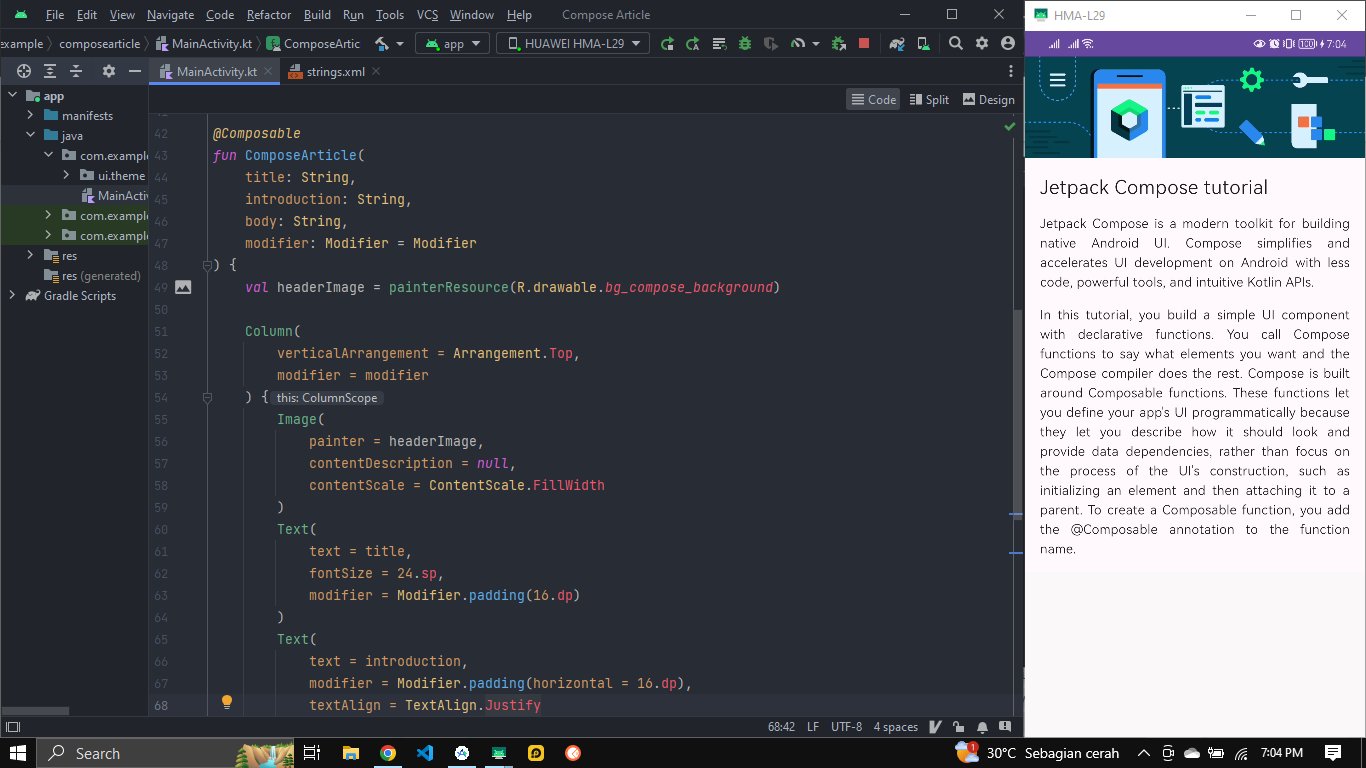 File Edit View Navigate Code Refactor Build Run Tools VCS Window Help Compose Article
example composearticle MainActivity.kt ComposeArtic app HUAWEI HMA-L29
MainActivity.kt strings.xml
Code Split Design
app
manifests
java
com.example
ui.theme
MainActiv
com.exampl
com.exampl
res
res (generated)
Gradle Scripts
42 @Composable
43 fun ComposeArticle(
44 title: String,
45 introduction: String,
46 body: String,
47 modifier: Modifier = Modifier
48 ) {
49 val headerImage = painterResource(R.drawable.bg_compose_background)
50
51 Column(
52 verticalArrangement = Arrangement.Top,
53 modifier = modifier
54 ) { this: ColumnScope
55 Image(
56 painter = headerImage,
57 contentDescription = null,
58 contentScale = ContentScale.FillWidth
59 )
60 Text(
61 text = title,
62 fontSize = 24.sp,
63 modifier = Modifier.padding(16.dp)
64 )
65 Text(
66 text = introduction,
67 modifier = Modifier.padding(horizontal = 16.dp),
68 textAlign = TextAlign.Justify
68:42 LF UTF-8 4 spaces
HMA-L29
100 7:04
Jetpack Compose tutorial
Jetpack Compose is a modern toolkit for building
native Android UI. Compose simplifies and
accelerates UI development on Android with less
code, powerful tools, and intuitive Kotlin APIs.
In this tutorial, you build a simple UI component
with declarative functions. You call Compose
functions to say what elements you want and the
Compose compiler does the rest. Compose is built
around Composable functions. These functions let
you define your app's UI programmatically because
they let you describe how it should look and
provide data dependencies, rather than focus on
the process of the UI's construction, such as
initializing an element and then attaching it to a
parent. To create a Composable function, you add
the @Composable annotation to the function
name.
Search 1 30°C Sebagian cerah 7:04 PM